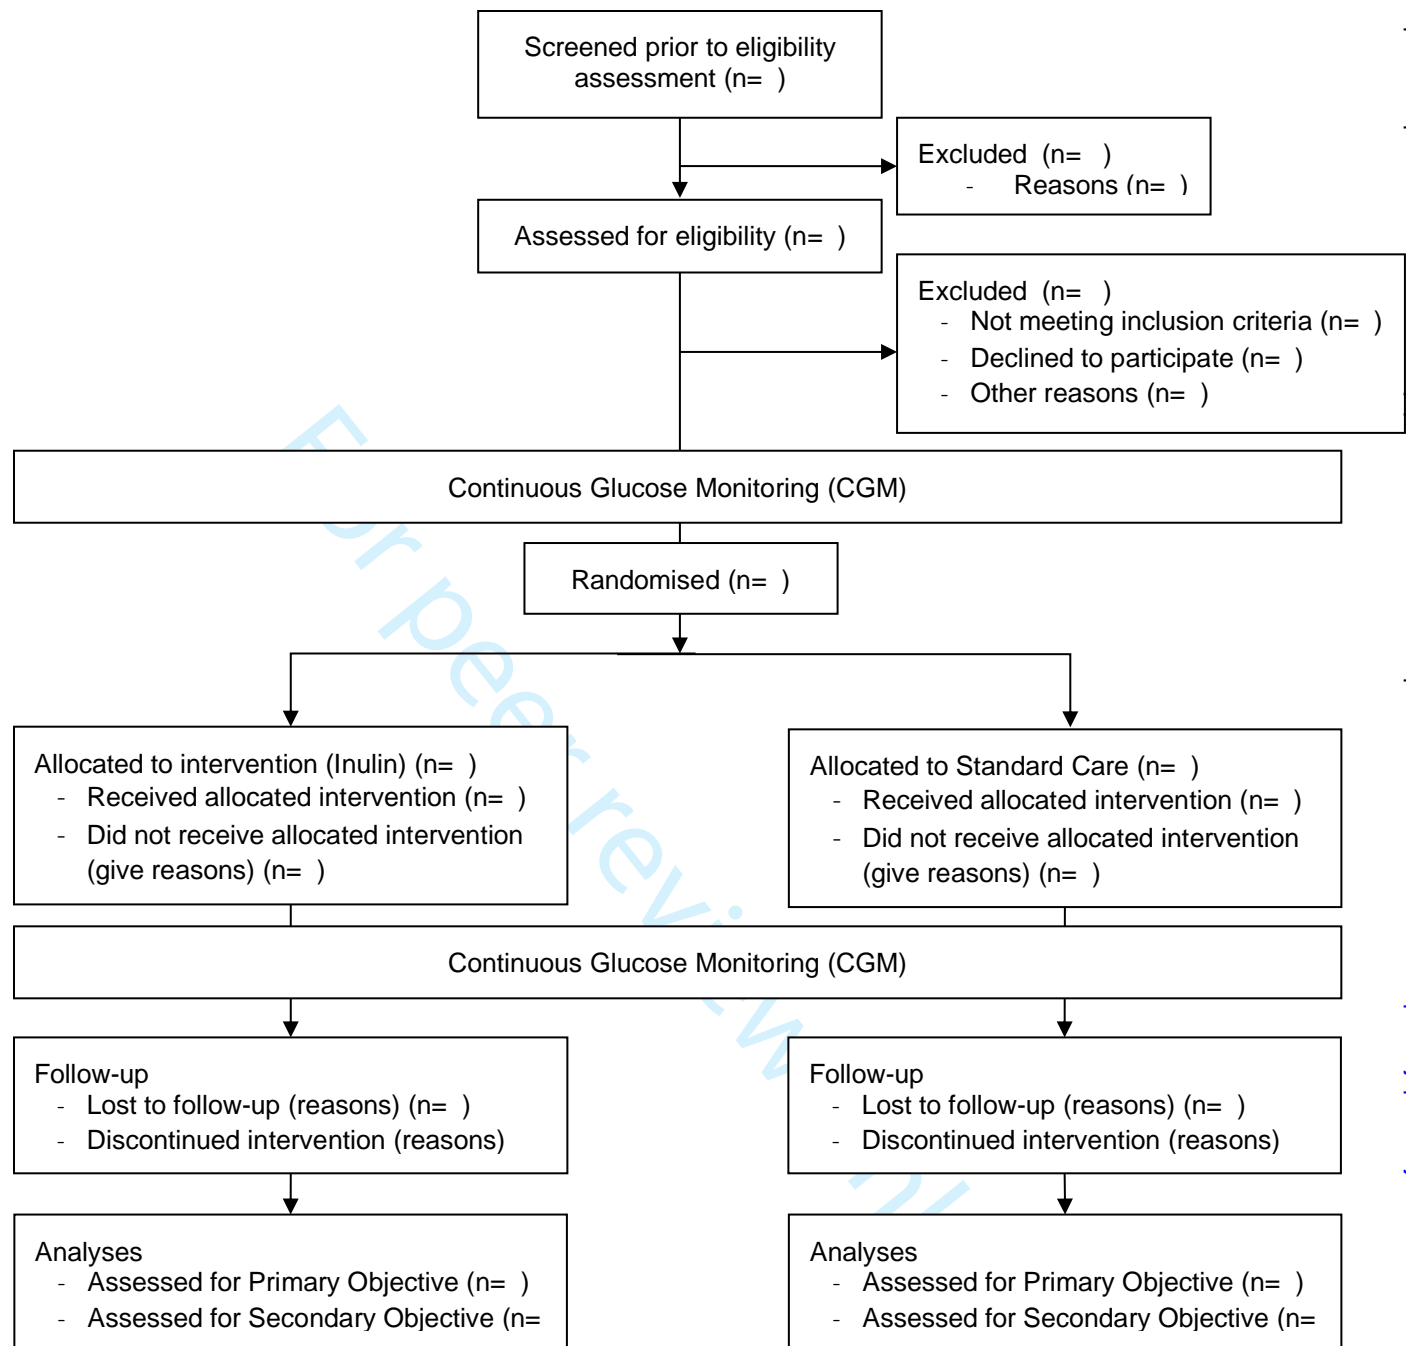 Screened prior to eligibility
assessment (n=  )
Excluded  (n=   )
-   Reasons (n=  )
Assessed for eligibility (n=  )
Excluded  (n=   )
-   Not meeting inclusion criteria (n=  )
-   Declined to participate (n=  )
-   Other reasons (n=  )
Continuous Glucose Monitoring (CGM)
Randomised (n=  )
Allocated to intervention (Inulin) (n=  )
-   Received allocated intervention (n=  )
-   Did not receive allocated intervention
(give reasons) (n=  )
Allocated to Standard Care (n=  )
-   Received allocated intervention (n=  )
-   Did not receive allocated intervention
(give reasons) (n=  )
Continuous Glucose Monitoring (CGM)
Follow-up
-   Lost to follow-up (reasons) (n=  )
-   Discontinued intervention (reasons)
Follow-up
-   Lost to follow-up (reasons) (n=  )
-   Discontinued intervention (reasons)
Analyses
-   Assessed for Primary Objective (n=  )
-   Assessed for Secondary Objective (n=
Analyses
-   Assessed for Primary Objective (n=  )
-   Assessed for Secondary Objective (n=
For peer review